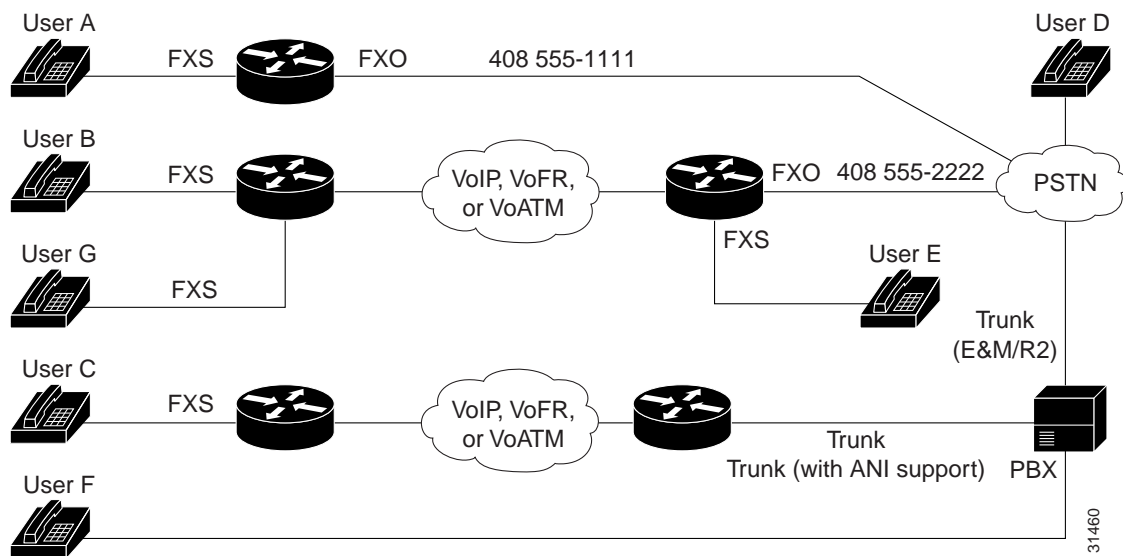 User A
User D
FXS
FXO
408 555-1111
User B
FXS
VoIP, VoFR,
or VoATM
FXO
408 555-2222
PSTN
User G
FXS
FXS
User E
Trunk
(E&M/R2)
User C
FXS
VoIP, VoFR,
or VoATM
Trunk
Trunk (with ANI support)
PBX
User F
31460